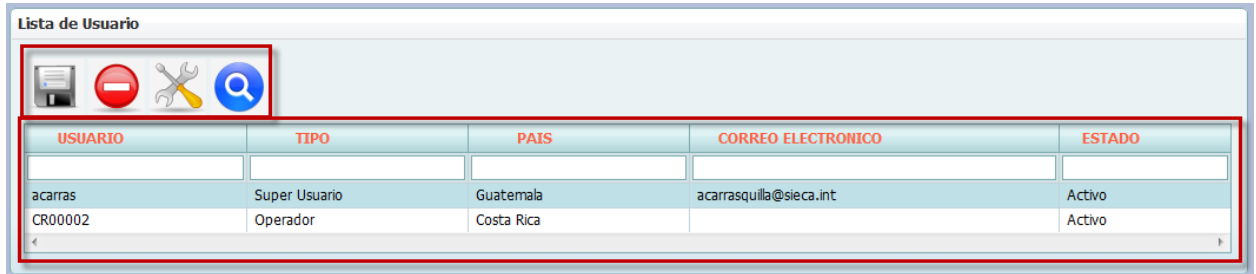 Lista de Usuario
USUARIO TIPO PAIS CORREO ELECTRONICO ESTADO
acarras Super Usuario Guatemala acarrasquilla@sieca.int Activo
CR00002 Operador Costa Rica Activo